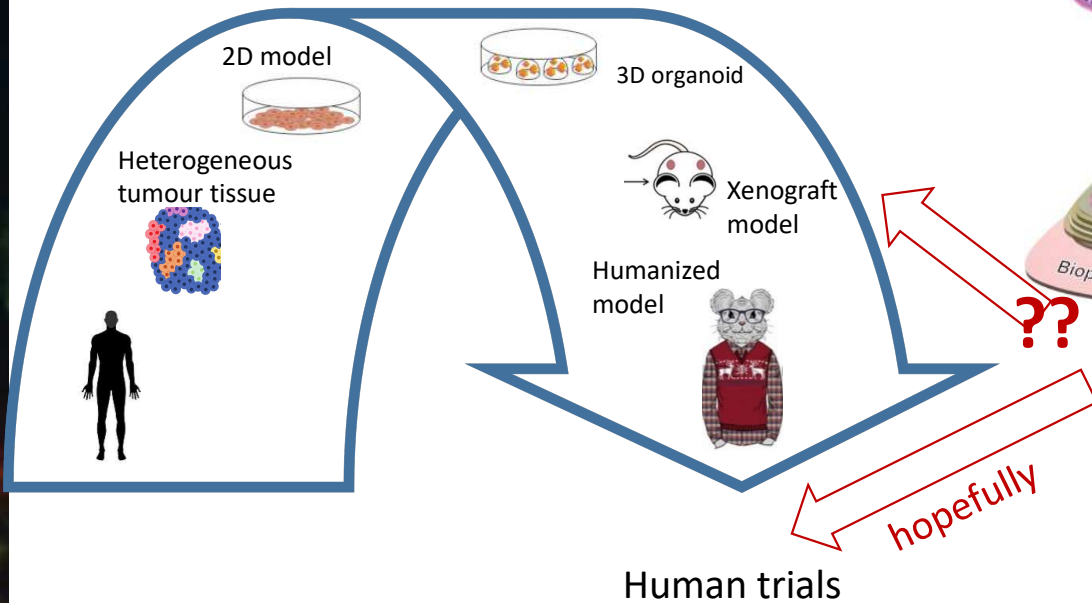 2D model
3D organoid
Heterogeneous
tumour tissue
Xenograft
model
Humanized
model
??
hopefully
Human trials